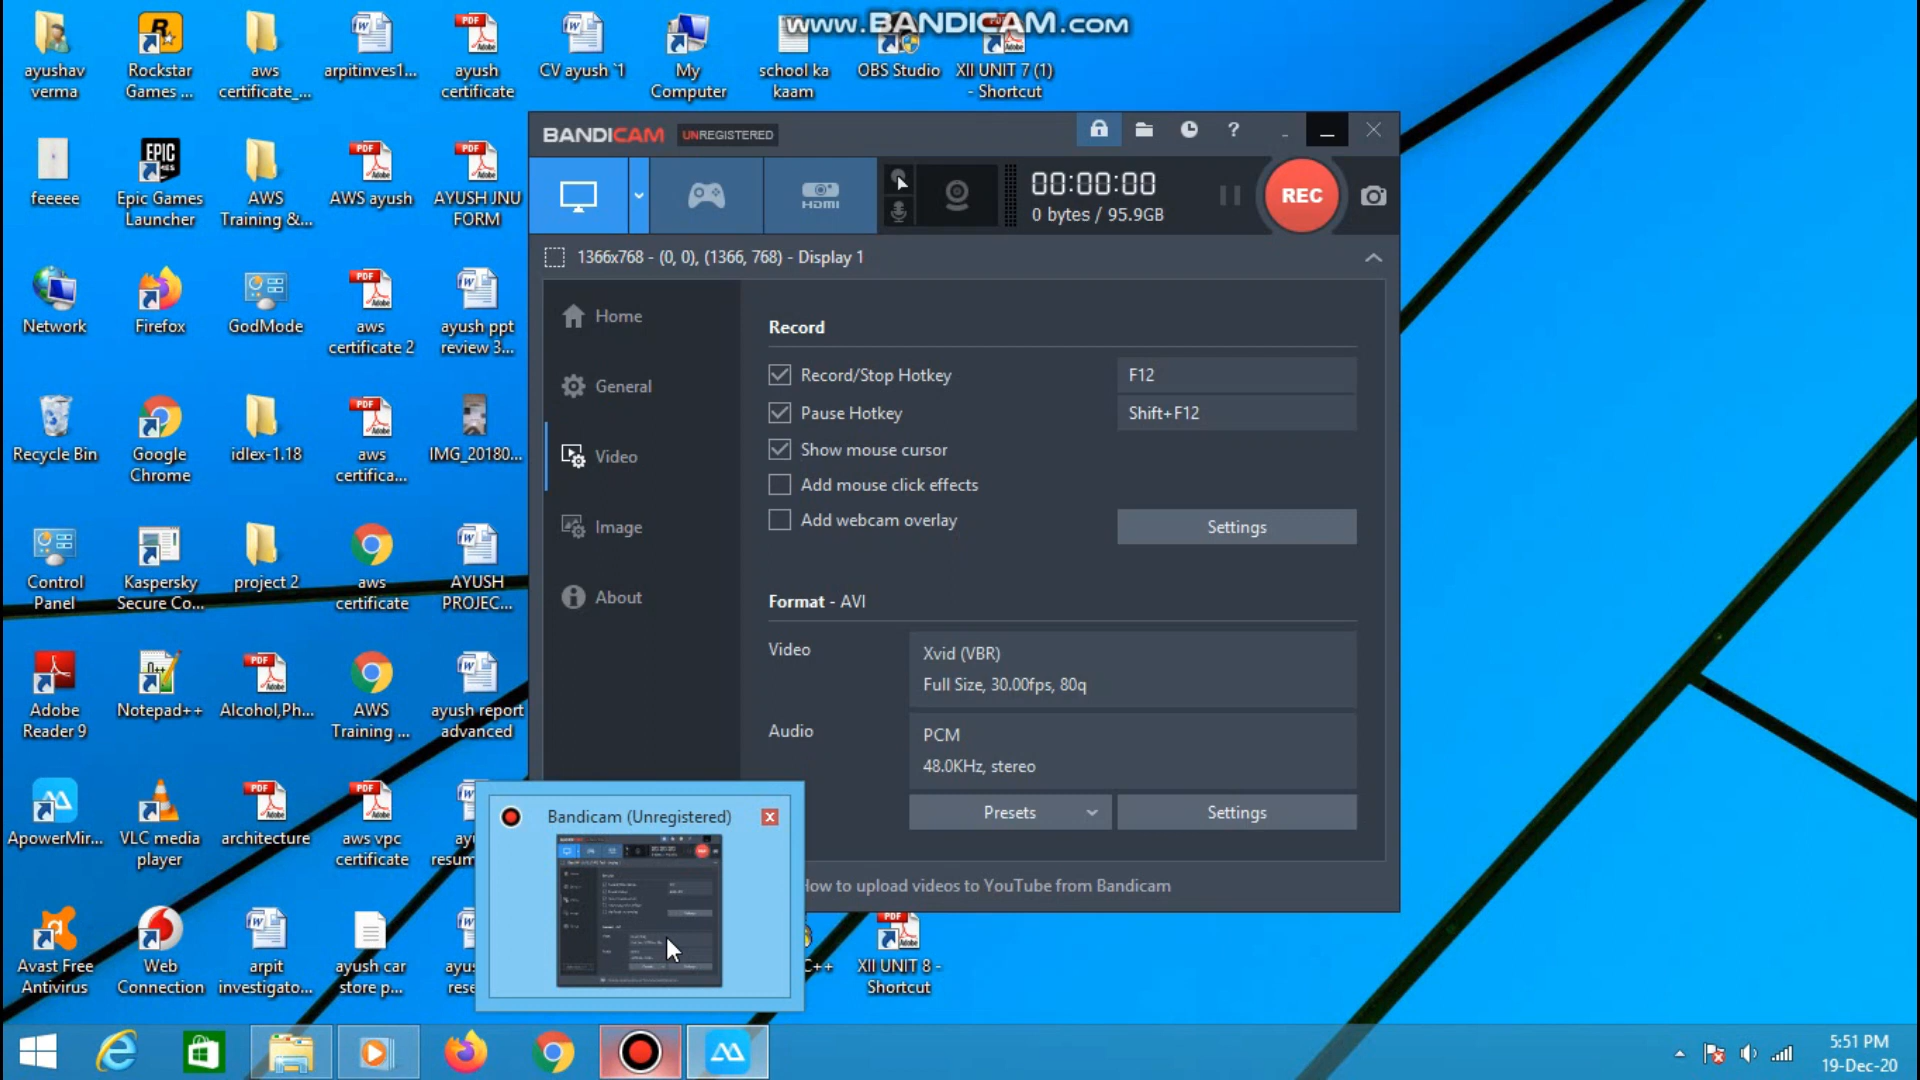 www.BANDICAM.com
ayushav
verma
Rockstar
Games ...
aws
certificate_...
arpitinves1...
ayush
certificate
CV ayush `1
My
Computer
school ka
kaam
OBS Studio
XII UNIT 7 (1)
- Shortcut
feeeee
Epic Games
Launcher
AWS
Training &...
AWS ayush
AYUSH JNU
FORM
Network
Firefox
GodMode
aws
certificate 2
ayush ppt
review 3...
Recycle Bin
Google
Chrome
idlex-1.18
aws
certifica...
IMG_20180...
Control
Panel
Kaspersky
Secure Co...
project 2
aws
certificate
AYUSH
PROJEC...
Adobe
Reader 9
Notepad++
Alcohol,Ph...
AWS
Training ...
ayush report
advanced
ApowerMir...
VLC media
player
architecture
aws vpc
certificate
Avast Free
Antivirus
Web
Connection
arpit
investigato...
ayush car
store p...
XII UNIT 8 -
Shortcut
BANDICAM UNREGISTERED
HDMI
00:00:00
0 bytes / 95.9GB
REC
1366x768 - (0, 0), (1366, 768) - Display 1
Home
General
Video
Image
About
Record
Record/Stop Hotkey
F12
Pause Hotkey
Shift+F12
Show mouse cursor
Add mouse click effects
Add webcam overlay
Settings
Format - AVI
Video
Xvid (VBR)
Full Size, 30.00fps, 80q
Audio
PCM
48.0KHz, stereo
Presets
Settings
How to upload videos to YouTube from Bandicam
Bandicam (Unregistered)
5:51 PM
19-Dec-20